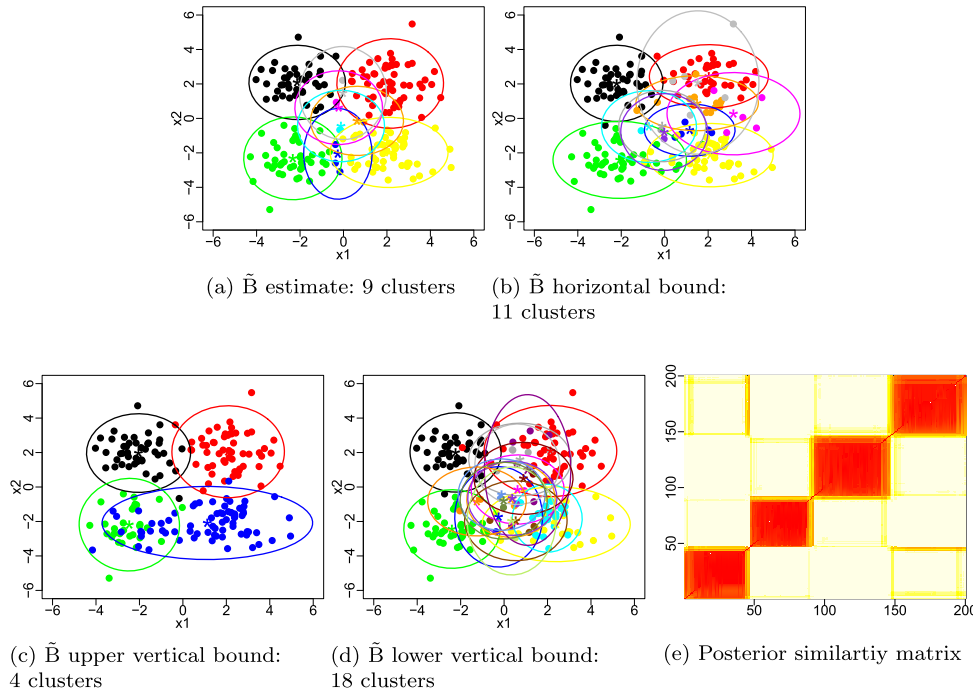 x2
6
4
2
0
−2
−4
−6
−6 −4 −2 0 2 4 6
x1
(a) B̃ estimate: 9 clusters
x2
6
4
2
0
−2
−4
−6
−6 −4 −2 0 2 4 6
x1
(b) B̃ horizontal bound:
11 clusters
x2
6
4
2
0
−2
−4
−6
−6 −4 −2 0 2 4 6
x1
(c) B̃ upper vertical bound:
4 clusters
x2
6
4
2
0
−2
−4
−6
−6 −4 −2 0 2 4 6
x1
(d) B̃ lower vertical bound:
18 clusters
200
150
100
50
50 100 150 200
(e) Posterior similartiy matrix